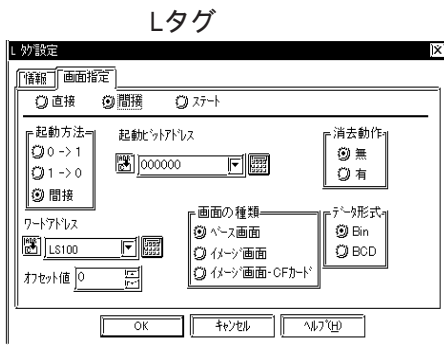 Lタグ
L ﾀｸﾞ設定
情報 画面指定
直接 間接 ｽﾃｰﾄ
起動方法 起動ﾋﾞｯﾄｱﾄﾞﾚｽ 消去動作
0 -> 1 000000 無
1 -> 0 有
間接
ﾜｰﾄﾞｱﾄﾞﾚｽ 画面の種類 ﾃﾞｰﾀ形式
LS100 ﾍﾞｰｽ画面 Bin
ｲﾒｰｼﾞ画面 BCD
ｵﾌｾｯﾄ値 0 ｲﾒｰｼﾞ画面-CFｶｰﾄﾞ
OK ｷｬﾝｾﾙ ﾍﾙﾌﾟ(H)